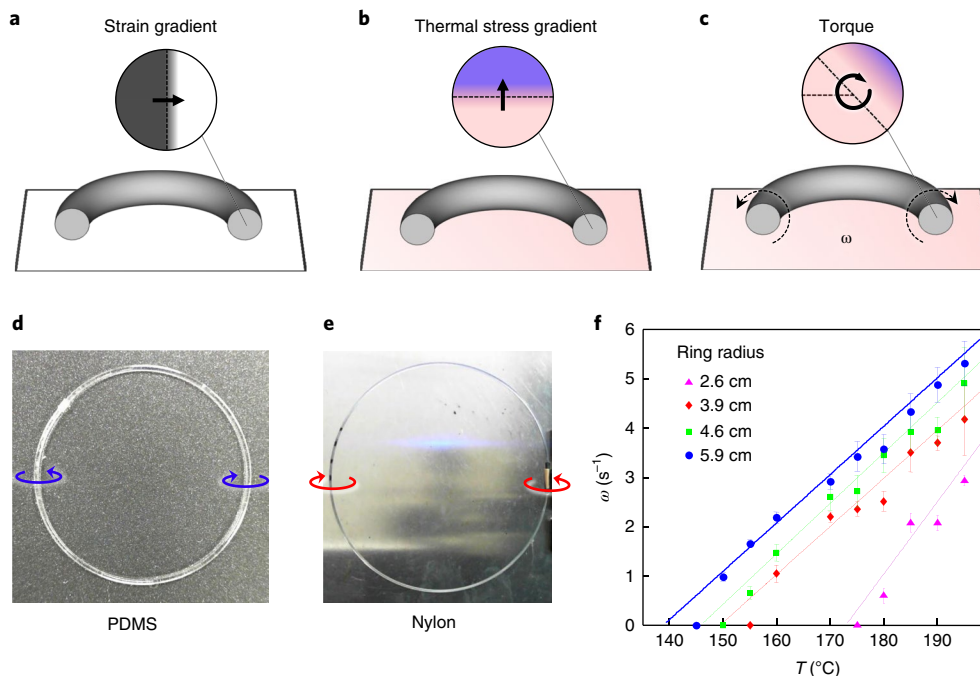 a
Strain gradient
b
Thermal stress gradient
c
Torque
ω
d
PDMS
e
Nylon
f
6
5
4
3
2
1
0
ω (s⁻¹)
Ring radius
2.6 cm
3.9 cm
4.6 cm
5.9 cm
140 150 160 170 180 190
T (°C)